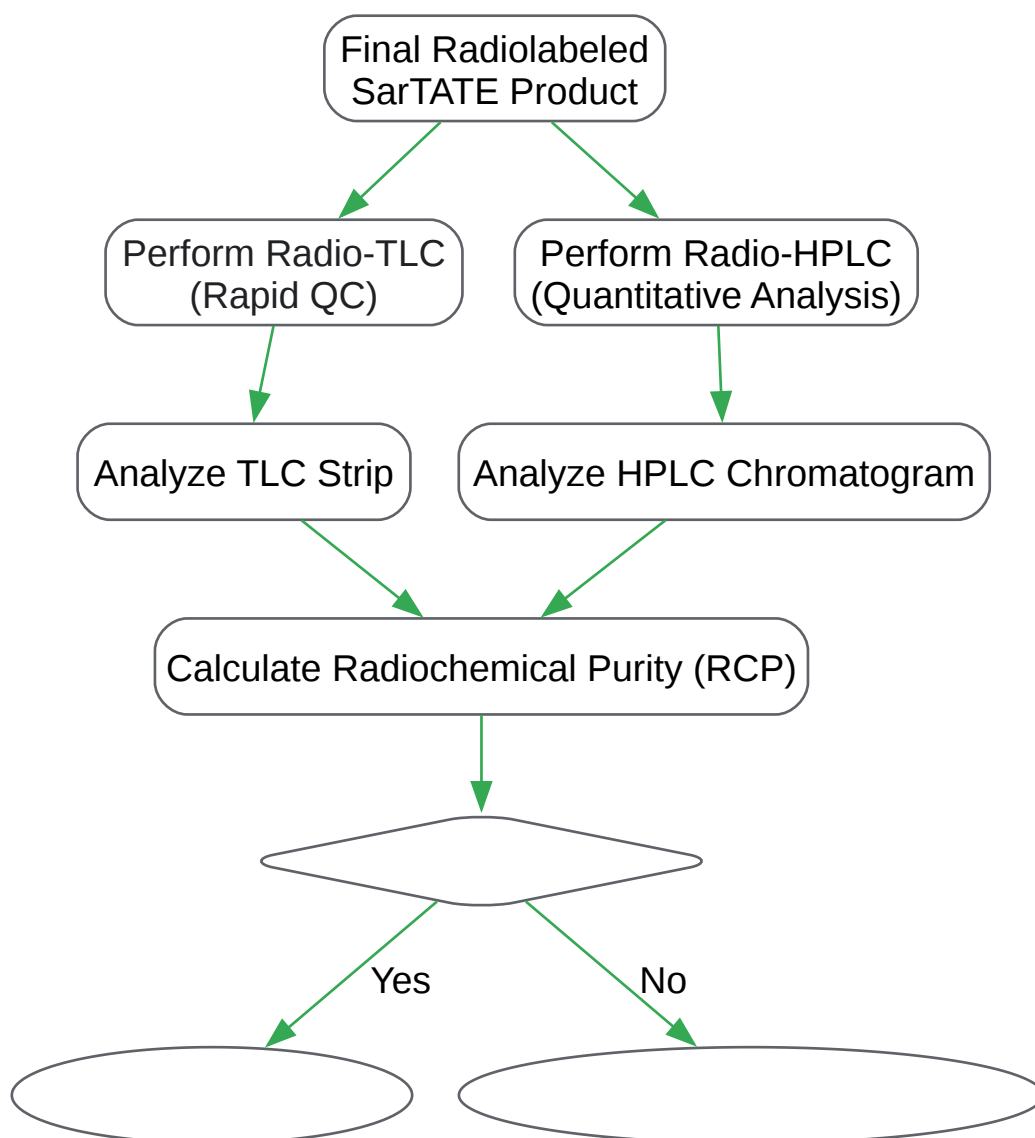 Final Radiolabeled
SarTATE Product
Perform Radio-TLC
(Rapid QC)
Perform Radio-HPLC
(Quantitative Analysis)
Analyze TLC Strip
Analyze HPLC Chromatogram
Calculate Radiochemical Purity (RCP)
Yes
No